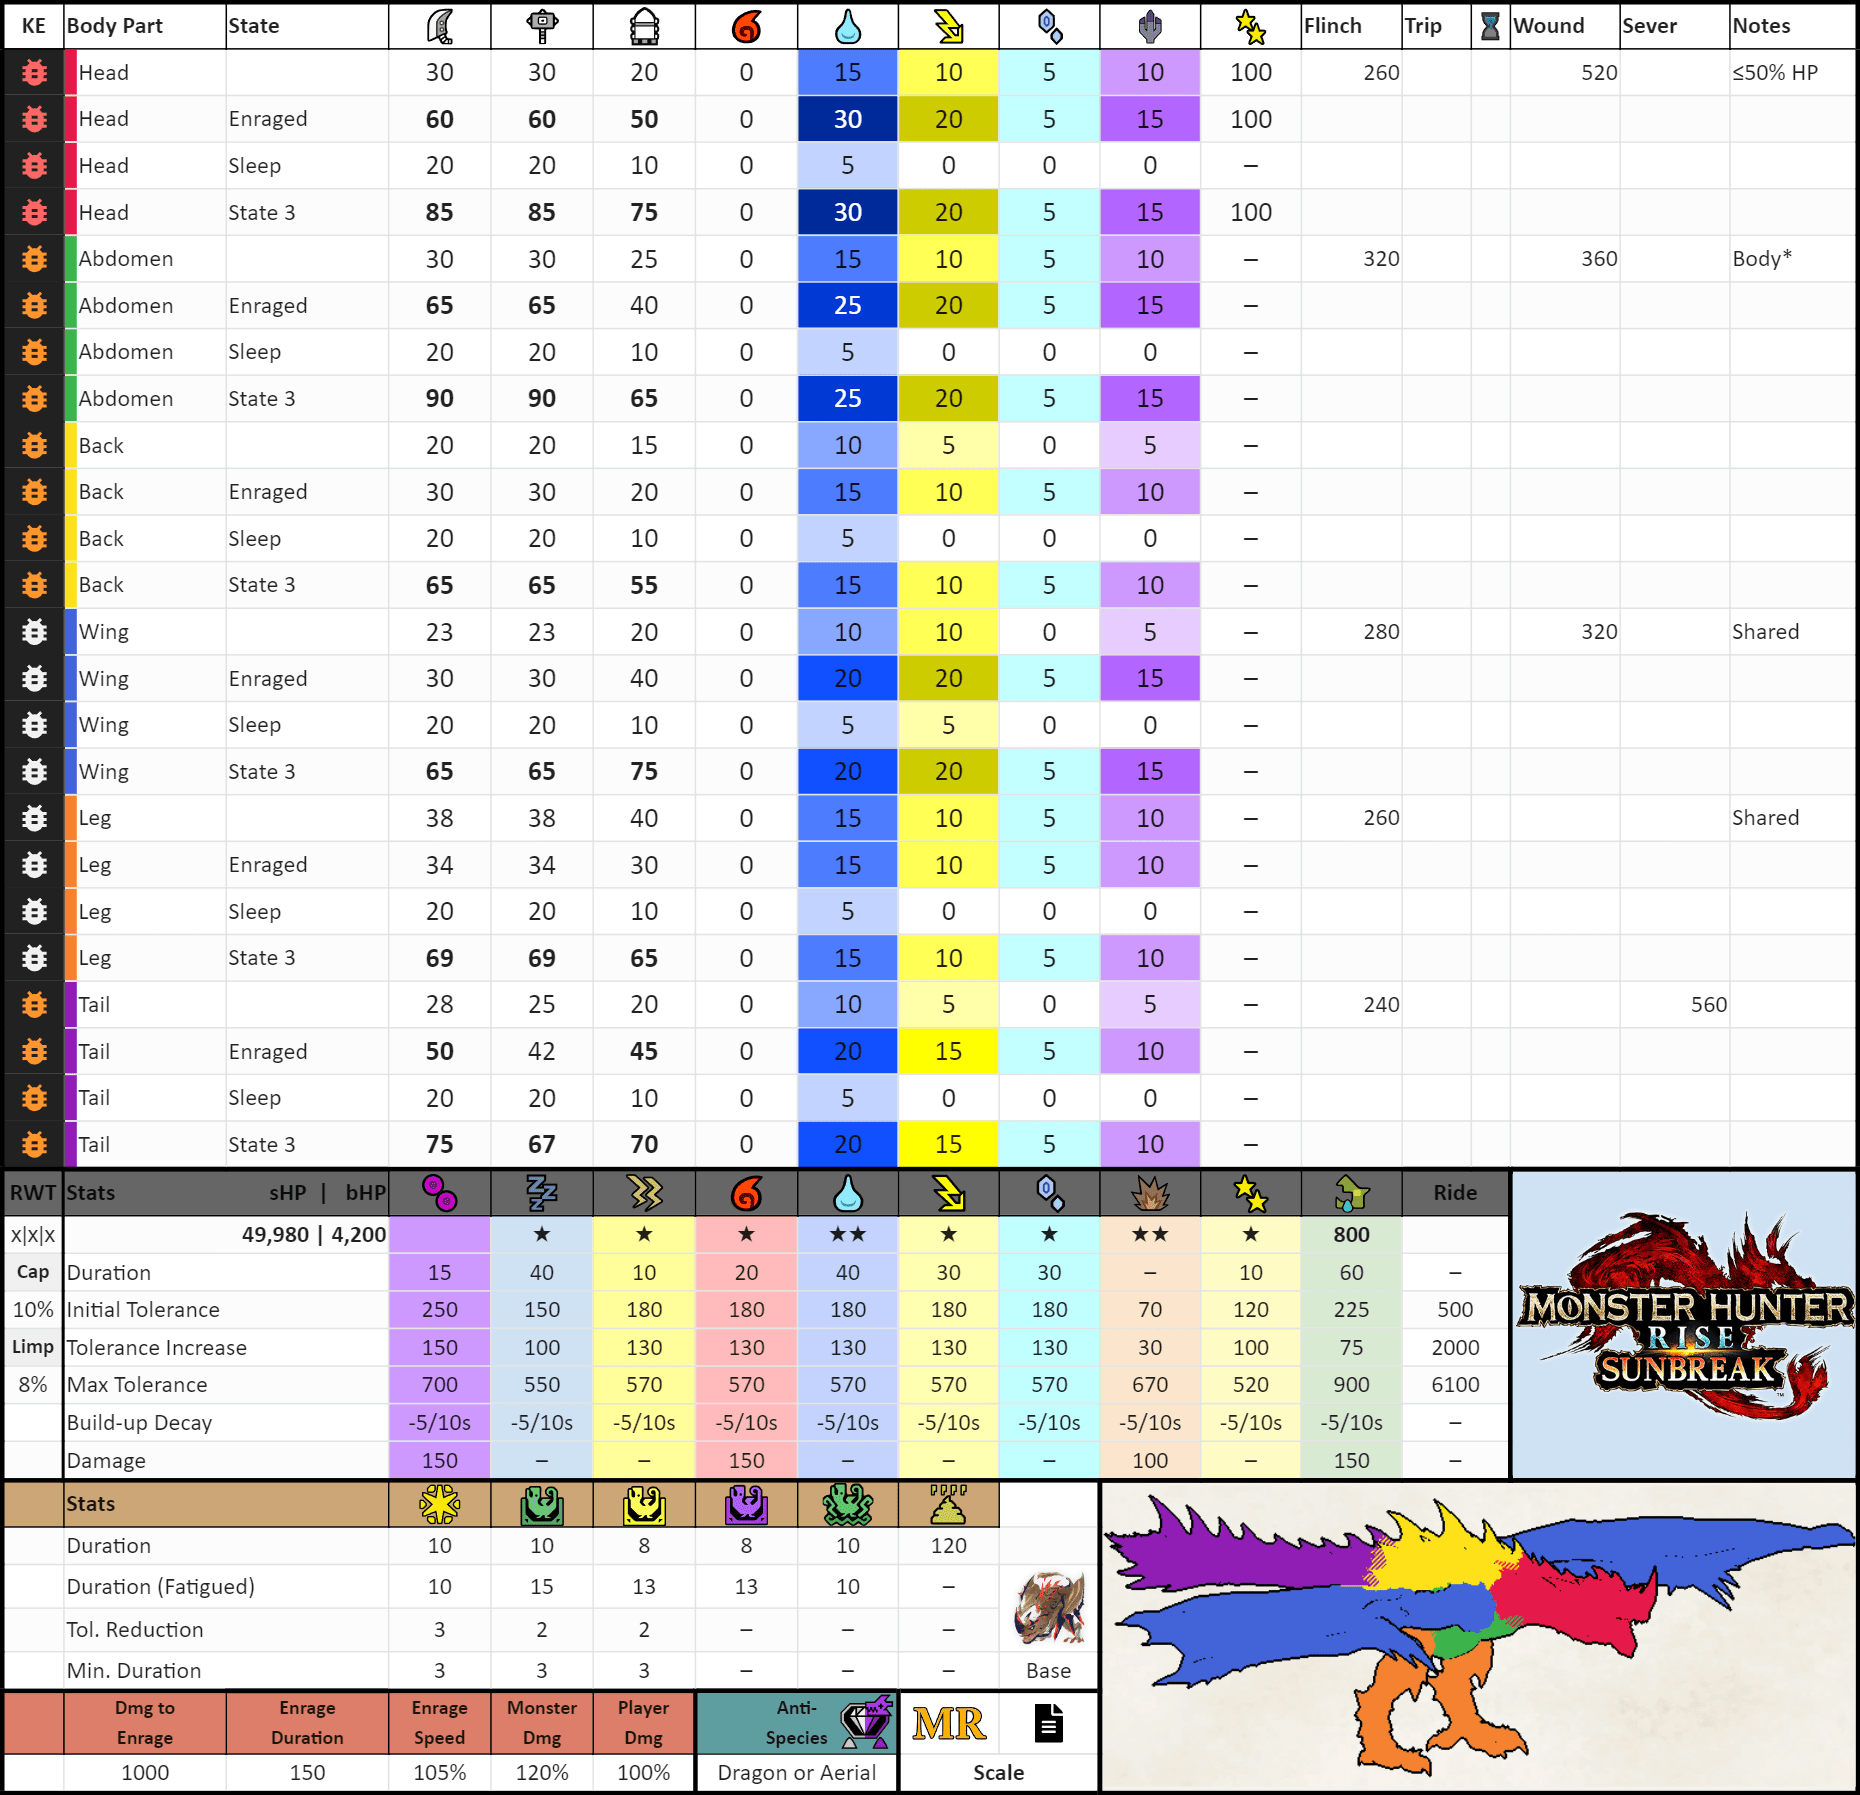 KE Body Part State Flinch Trip Wound Sever Notes
Head 30 30 20 0 15 10 5 10 100 260 520 ≤50% HP
Head Enraged 60 60 50 0 30 20 5 15 100
Head Sleep 20 20 10 0 5 0 0 0 –
Head State 3 85 85 75 0 30 20 5 15 100
Abdomen 30 30 25 0 15 10 5 10 – 320 360 Body*
Abdomen Enraged 65 65 40 0 25 20 5 15 –
Abdomen Sleep 20 20 10 0 5 0 0 0 –
Abdomen State 3 90 90 65 0 25 20 5 15 –
Back 20 20 15 0 10 5 0 5 –
Back Enraged 30 30 20 0 15 10 5 10 –
Back Sleep 20 20 10 0 5 0 0 0 –
Back State 3 65 65 55 0 15 10 5 10 –
Wing 23 23 20 0 10 10 0 5 – 280 320 Shared
Wing Enraged 30 30 40 0 20 20 5 15 –
Wing Sleep 20 20 10 0 5 5 0 0 –
Wing State 3 65 65 75 0 20 20 5 15 –
Leg 38 38 40 0 15 10 5 10 – 260 Shared
Leg Enraged 34 34 30 0 15 10 5 10 –
Leg Sleep 20 20 10 0 5 0 0 0 –
Leg State 3 69 69 65 0 15 10 5 10 –
Tail 28 25 20 0 10 5 0 5 – 240 560
Tail Enraged 50 42 45 0 20 15 5 10 –
Tail Sleep 20 20 10 0 5 0 0 0 –
Tail State 3 75 67 70 0 20 15 5 10 –
RWT Stats sHP | bHP Ride
x|x|x 49,980 | 4,200 ★ ★ ★ ★★ ★ ★ ★★ ★ 800
Cap Duration 15 40 10 20 40 30 30 – 10 60 –
10% Initial Tolerance 250 150 180 180 180 180 180 70 120 225 500
Limp Tolerance Increase 150 100 130 130 130 130 130 30 100 75 2000
8% Max Tolerance 700 550 570 570 570 570 570 670 520 900 6100
Build-up Decay -5/10s -5/10s -5/10s -5/10s -5/10s -5/10s -5/10s -5/10s -5/10s -5/10s –
Damage 150 – – 150 – – – 100 – 150 –
MONSTER HUNTER
RISE
SUNBREAK
Stats
Duration 10 10 8 8 10 120
Duration (Fatigued) 10 15 13 13 10 –
Tol. Reduction 3 2 2 – – –
Min. Duration 3 3 3 – – – Base
Dmg to Enrage Enrage Monster Player Anti-
Enrage Duration Speed Dmg Dmg Species MR
1000 150 105% 120% 100% Dragon or Aerial Scale